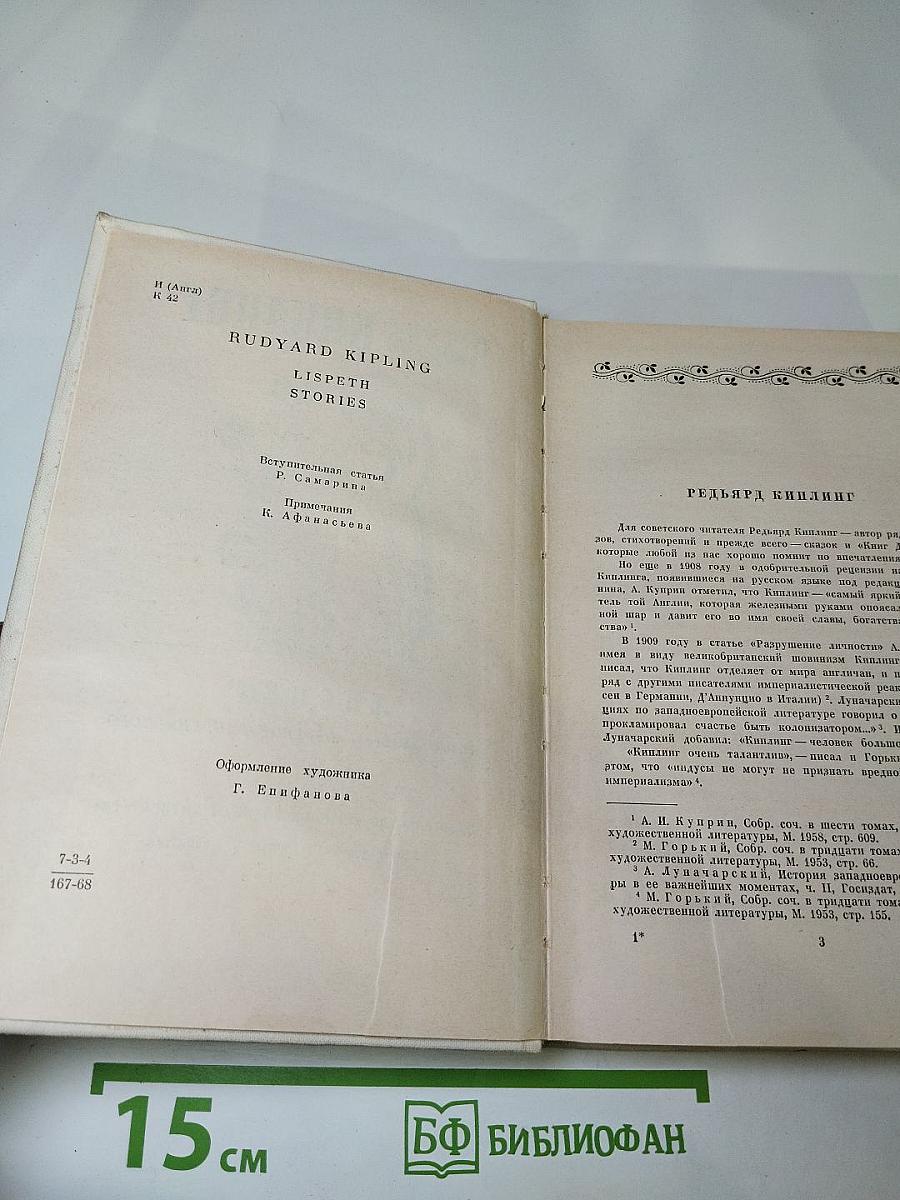 И (Англ)
К 42
RUDYARD KIPLING
LISPETH
STORIES
Вступительная статья
Р. Самарина
Примечания
К. Афанасьева
Оформление художника
Г. Епифанова
7-3-4
167-68
РЕДЬЯРД КИПЛИНГ
Для советского читателя Редьярд Киплинг — автор ря
зов, стихотворений и прежде всего — сказок и «Книг Д
которые любой из нас хорошо помнит по впечатления
Но еще в 1908 году в одобрительной рецензии на
Киплинга, появившиеся на русском языке под редакц
нина, А. Куприн отметил, что Киплинг — «самый яркий
тель той Англии, которая железными руками опоясал
ной шар и давит его во имя своей славы, богатства
ства» ¹.
В 1909 году в статье «Разрушение личности» А.
имея в виду великобританский шовинизм Киплинг
писал, что Киплинг отделяет от мира англичан, и п
ряд с другими писателями империалистической реак
сен в Германии, Д'Аннунцио в Италии) ². Луначарски
циях по западноевропейской литературе говорил о
прокламировал счастье быть колонизатором...» ³. И
Луначарский добавил: «Киплинг — человек большо
«Киплинг очень талантлив», — писал и Горьки
этом, что «индусы не могут не признать вредно
империализма» ⁴.
¹ А. И. Куприн, Собр. соч. в шести томах,
художественной литературы, М. 1958, стр. 609.
² М. Горький, Собр. соч. в тридцати томах
художественной литературы, М. 1953, стр. 66.
³ А. Луначарский, История западноевро
ры в ее важнейших моментах, ч. II, Госиздат,
⁴ М. Горький, Собр. соч. в тридцати тома
художественной литературы, М. 1953, стр. 155.
1*
3
15 см
БФ БИБЛИОФАН